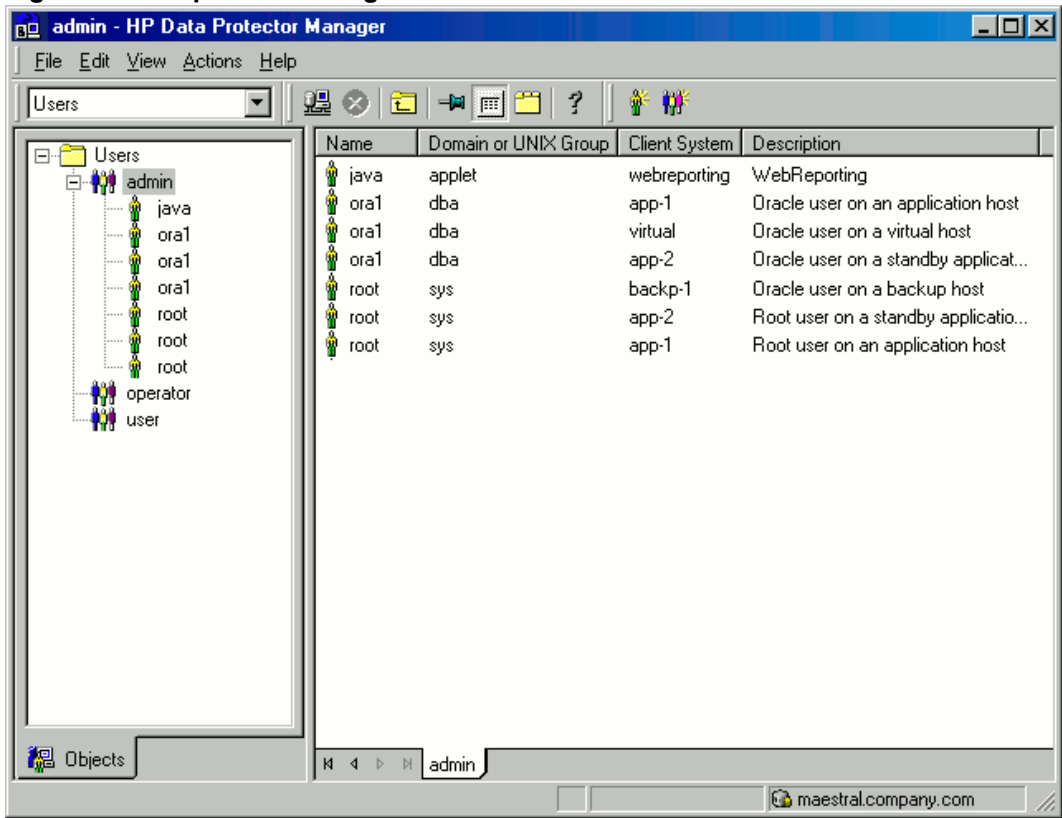 admin - HP Data Protector Manager
File Edit View Actions Help
Users
Users
admin
java
ora1
ora1
ora1
root
root
root
operator
user
Objects
Name Domain or UNIX Group Client System Description
java applet webreporting WebReporting
ora1 dba app-1 Oracle user on an application host
ora1 dba virtual Oracle user on a virtual host
ora1 dba app-2 Oracle user on a standby applicat...
root sys backp-1 Oracle user on a backup host
root sys app-2 Root user on a standby applicatio...
root sys app-1 Root user on an application host
admin
maestral.company.com